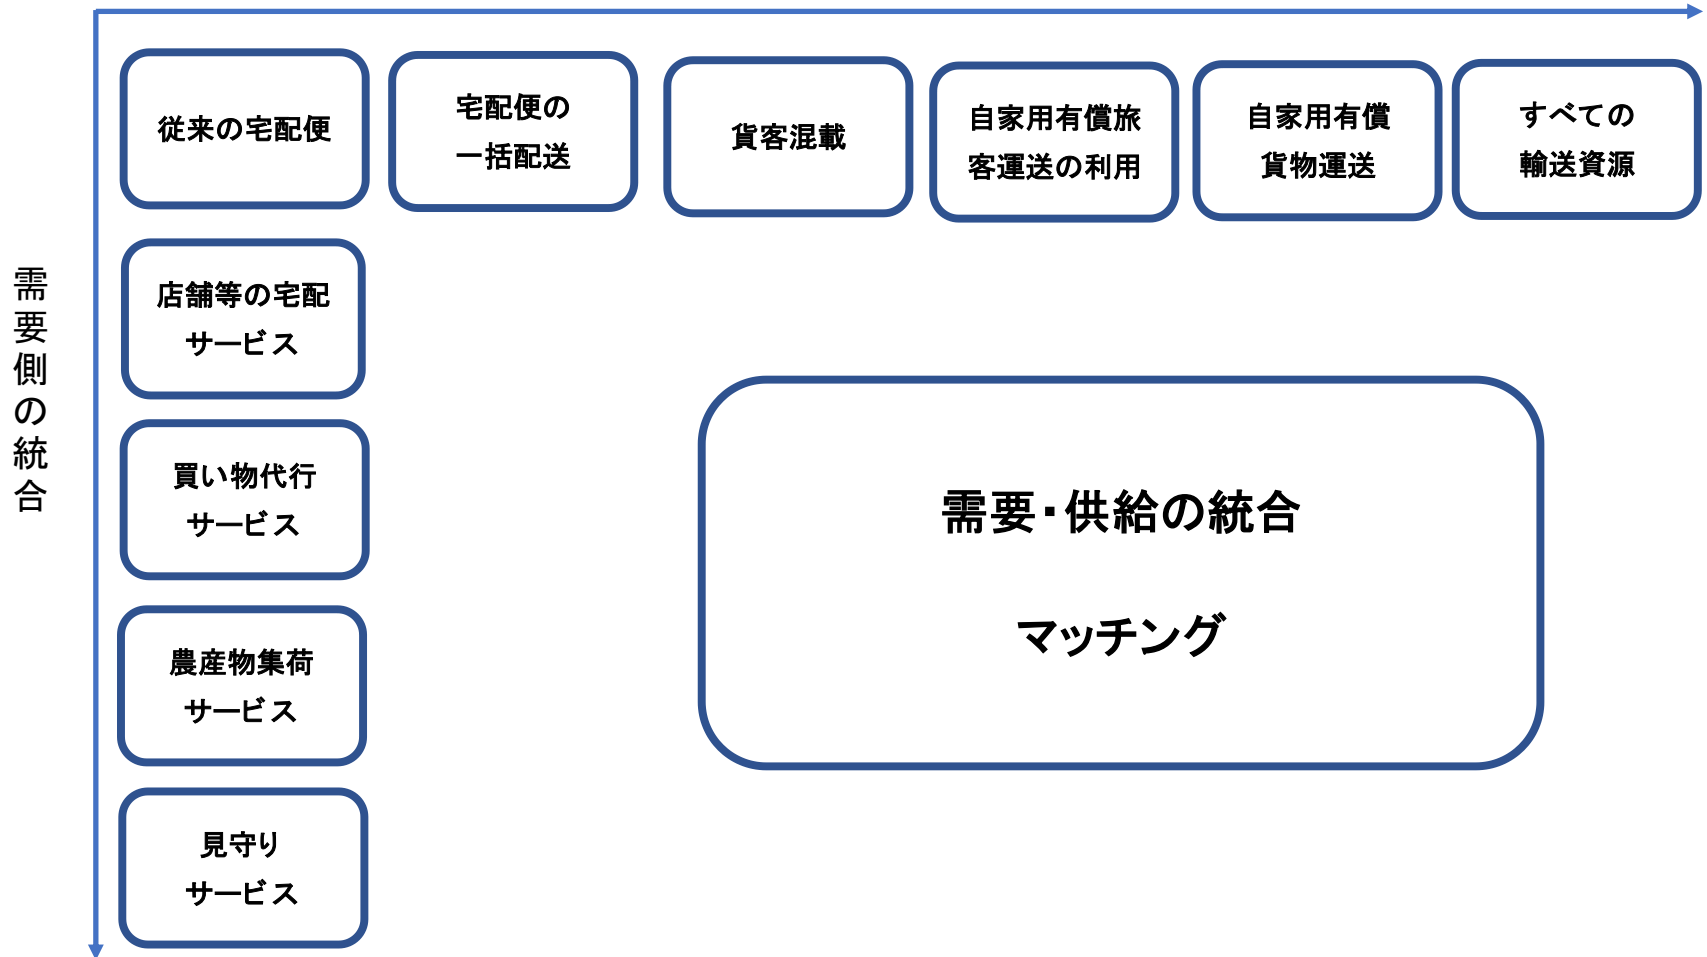 従来の宅配便
宅配便の
一括配送
貨客混載
自家用有償旅
客運送の利用
自家用有償
貨物運送
すべての
輸送資源
需要側の統合
店舗等の宅配
サービス
買い物代行
サービス
農産物集荷
サービス
見守り
サービス
需要・供給の統合
マッチング